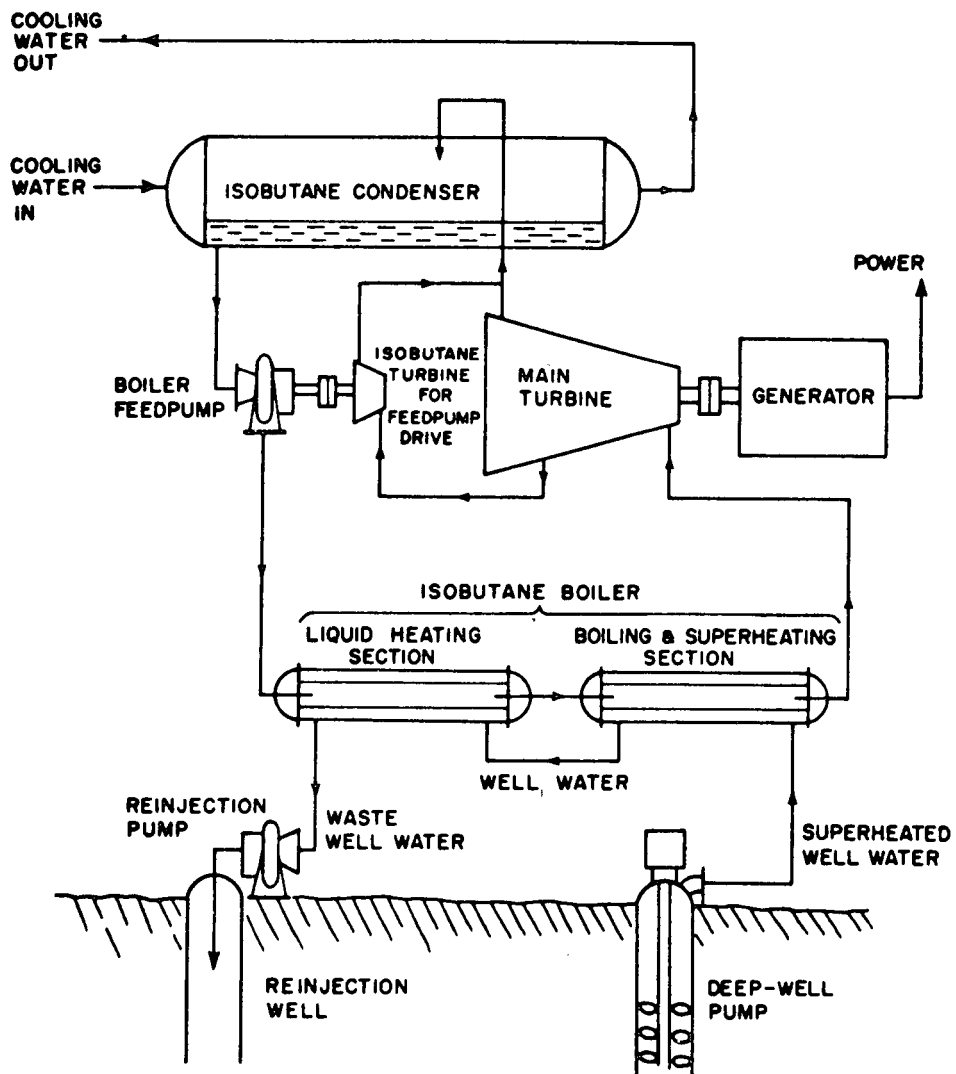 COOLING
WATER
OUT
COOLING
WATER
IN
ISOBUTANE CONDENSER
POWER
BOILER
FEEDPUMP
ISOBUTANE
TURBINE
FOR
FEEDPUMP
DRIVE
MAIN
TURBINE
GENERATOR
ISOBUTANE BOILER
LIQUID HEATING
SECTION
BOILING & SUPERHEATING
SECTION
WELL WATER
REINJECTION
PUMP
WASTE
WELL WATER
SUPERHEATED
WELL WATER
REINJECTION
WELL
DEEP-WELL
PUMP